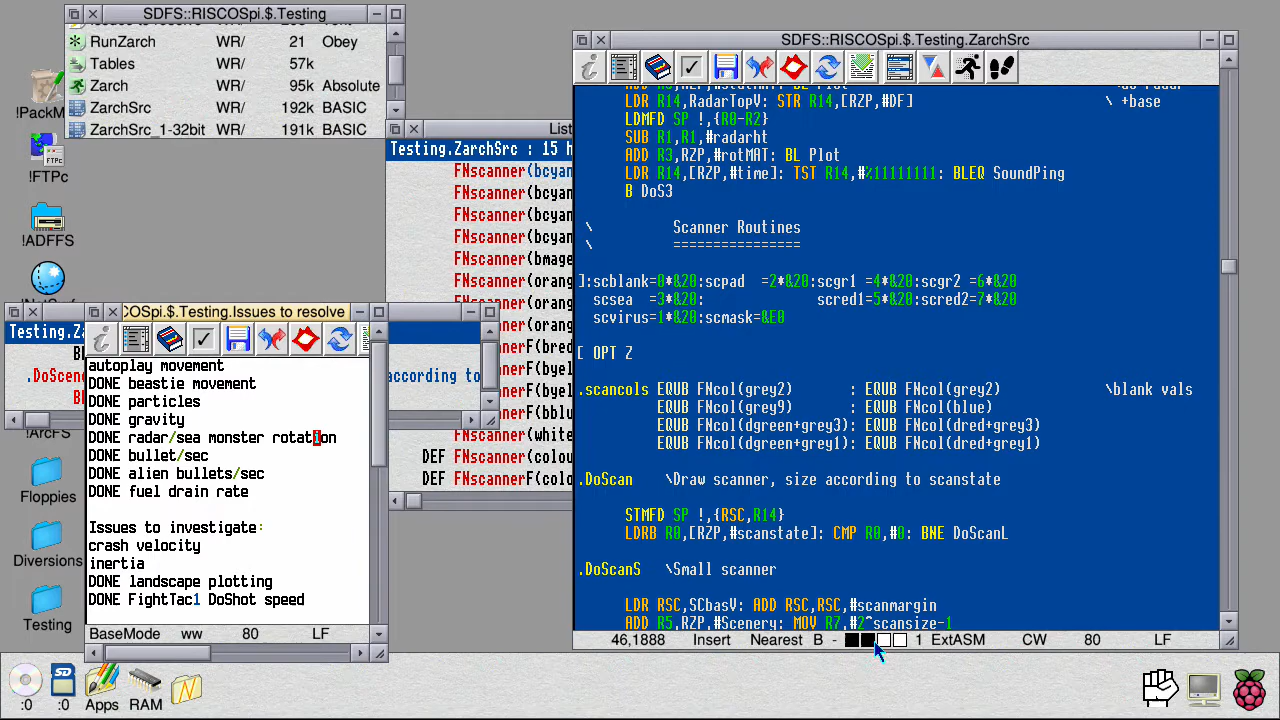 SDFS::RISCOSpi.$.Testing
RunZarch WR/ 21 Obey
Tables WR/ 57k
Zarch WR/ 95k Absolute
ZarchSrc WR/ 192k BASIC
ZarchSrc_1-32bit WR/ 191k BASIC
!PackM
!FTPc
!ADFFS
!ArcFS
Floppies
Diversions
Testing
List
Testing.ZarchSrc : 15 h
FNscanner(bcyan
FNscanner(bcyan
FNscanner(bcyan
FNscanner(bcyan
FNscanner(bmage
FNscanner(orang
FNscannerF(oran
FNscannerF(oran
FNscannerF(bred
FNscannerF(byel
FNscannerF(byel
FNscannerF(bblu
FNscannerF(white
DEF FNscanner(colou
DEF FNscannerF(colo
Testing.Za
.DoScen
according to
OSpi.$.Testing.Issues to resolve
autoplay movement
DONE beastie movement
DONE particles
DONE gravity
DONE radar/sea monster rotation
DONE bullet/sec
DONE alien bullets/sec
DONE fuel drain rate
Issues to investigate:
crash velocity
inertia
DONE landscape plotting
DONE FightTac1 DoShot speed
BaseMode ww 80 LF
SDFS::RISCOSpi.$.Testing.ZarchSrc
LDR R14,RadarTopV: STR R14,[RZP,#DF] \ +base
LDMFD SP !,{R0-R2}
SUB R1,R1,#radarht
ADD R3,RZP,#rotMAT: BL Plot
LDR R14,[RZP,#time]: TST R14,#%11111111: BLEQ SoundPing
B DoS3
\ Scanner Routines
\ ================
]:scblank=0*&20:scpad =2*&20:scgr1 =4*&20:scgr2 =6*&20
scsea =3*&20: scred1=5*&20:scred2=7*&20
scvirus=1*&20:scmask=&E0
[ OPT Z
.scancols EQUB FNcol(grey2) : EQUB FNcol(grey2) \blank vals
EQUB FNcol(grey9) : EQUB FNcol(blue)
EQUB FNcol(dgreen+grey3) : EQUB FNcol(dred+grey3)
EQUB FNcol(dgreen+grey1) : EQUB FNcol(dred+grey1)
.DoScan \Draw scanner, size according to scanstate
STMFD SP !,{RSC,R14}
LDRB R0,[RZP,#scanstate]: CMP R0,#0: BNE DoScanL
.DoScanS \Small scanner
LDR RSC,SCbasV: ADD RSC,RSC,#scanmargin
ADD R5,RZP,#Scenery: MOV R7,#2^scansize-1
46,1888 Insert Nearest B - 1 ExtASM CW 80 LF
:0 :0 Apps RAM